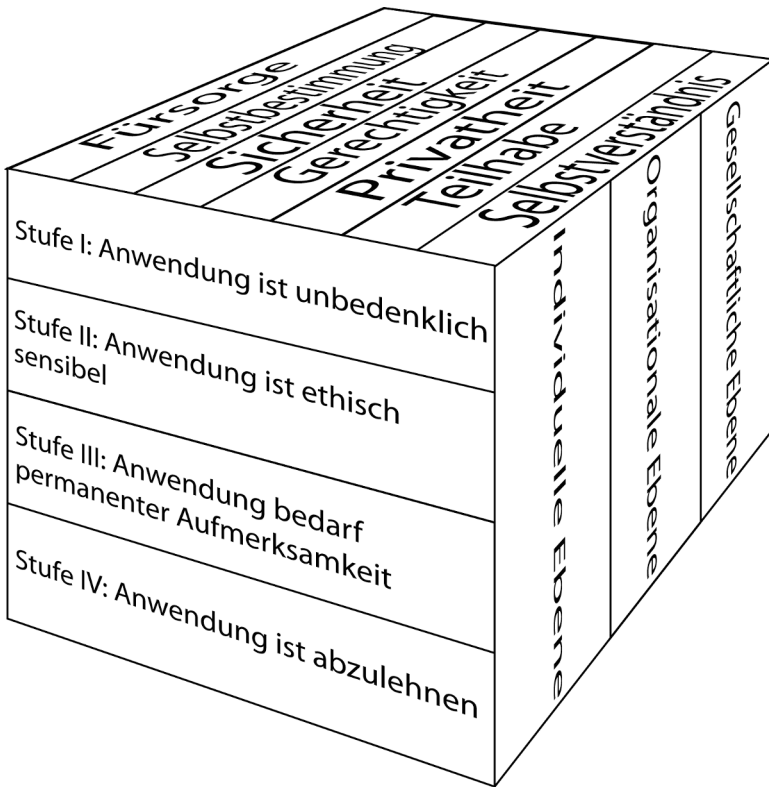 Fürsorge
Selbstbestimmung
Sicherheit
Gerechtigkeit
Privatheit
Teilhabe
Selbstverständnis
Stufe I: Anwendung ist unbedenklich
Stufe II: Anwendung ist ethisch
sensibel
Stufe III: Anwendung bedarf
permanenter Aufmerksamkeit
Stufe IV: Anwendung ist abzulehnen
Individuelle Ebene
Organisationale Ebene
Gesellschaftliche Ebene